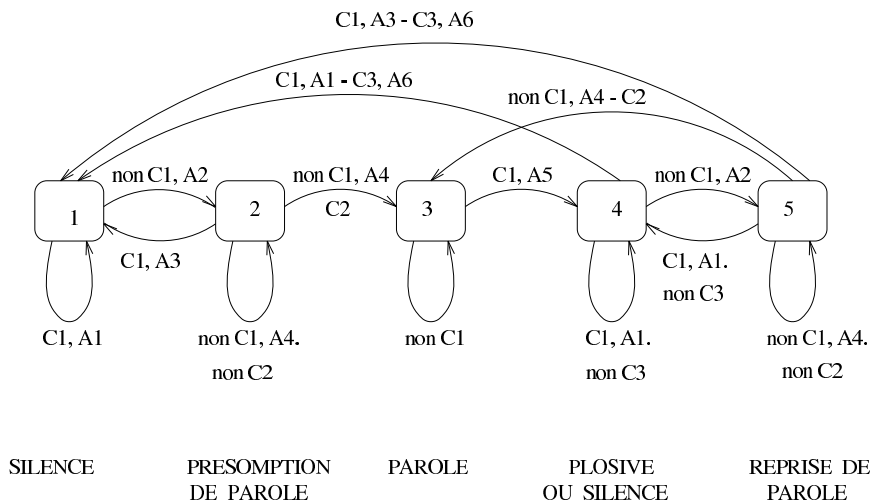 C1, A3 - C3, A6
C1, A1 - C3, A6
non C1, A4 - C2
non C1, A2
non C1, A4
C2
C1, A5
non C1, A2
1
2
3
4
5
C1, A3
C1, A1.
non C3
C1, A1
non C1, A4.
non C2
non C1
C1, A1.
non C3
non C1, A4.
non C2
SILENCE
PRESOMPTION
DE PAROLE
PAROLE
PLOSIVE
OU SILENCE
REPRISE DE
PAROLE